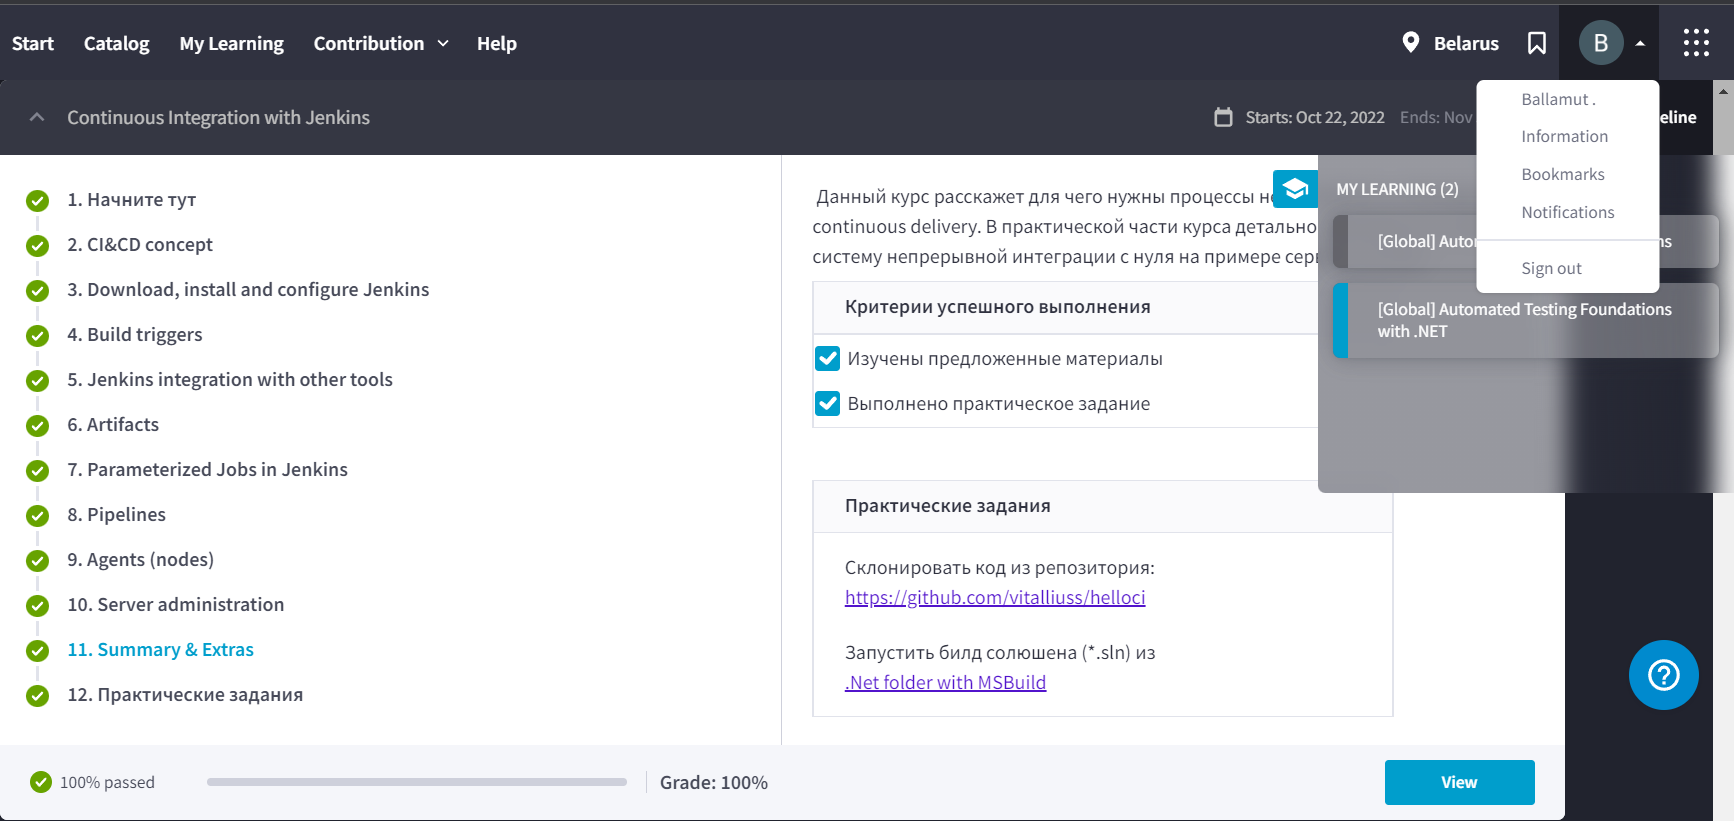 Start Catalog My Learning Contribution Help Belarus B
Continuous Integration with Jenkins Starts: Oct 22, 2022 Ends: Nov eline
Ballamut .
Information
Bookmarks
Notifications
Sign out
1. Начните тут
2. CI&CD concept
3. Download, install and configure Jenkins
4. Build triggers
5. Jenkins integration with other tools
6. Artifacts
7. Parameterized Jobs in Jenkins
8. Pipelines
9. Agents (nodes)
10. Server administration
11. Summary & Extras
12. Практические задания
Данный курс расскажет для чего нужны процессы не
continuous delivery. В практической части курса детально
систему непрерывной интеграции с нуля на примере сер
Критерии успешного выполнения
Изучены предложенные материалы
Выполнено практическое задание
Практические задания
Склонировать код из репозитория:
https://github.com/vitalliuss/helloci
Запустить билд солюшена (*.sln) из
.Net folder with MSBuild
MY LEARNING (2)
[Global] Auto ns
[Global] Automated Testing Foundations
with .NET
100% passed Grade: 100% View